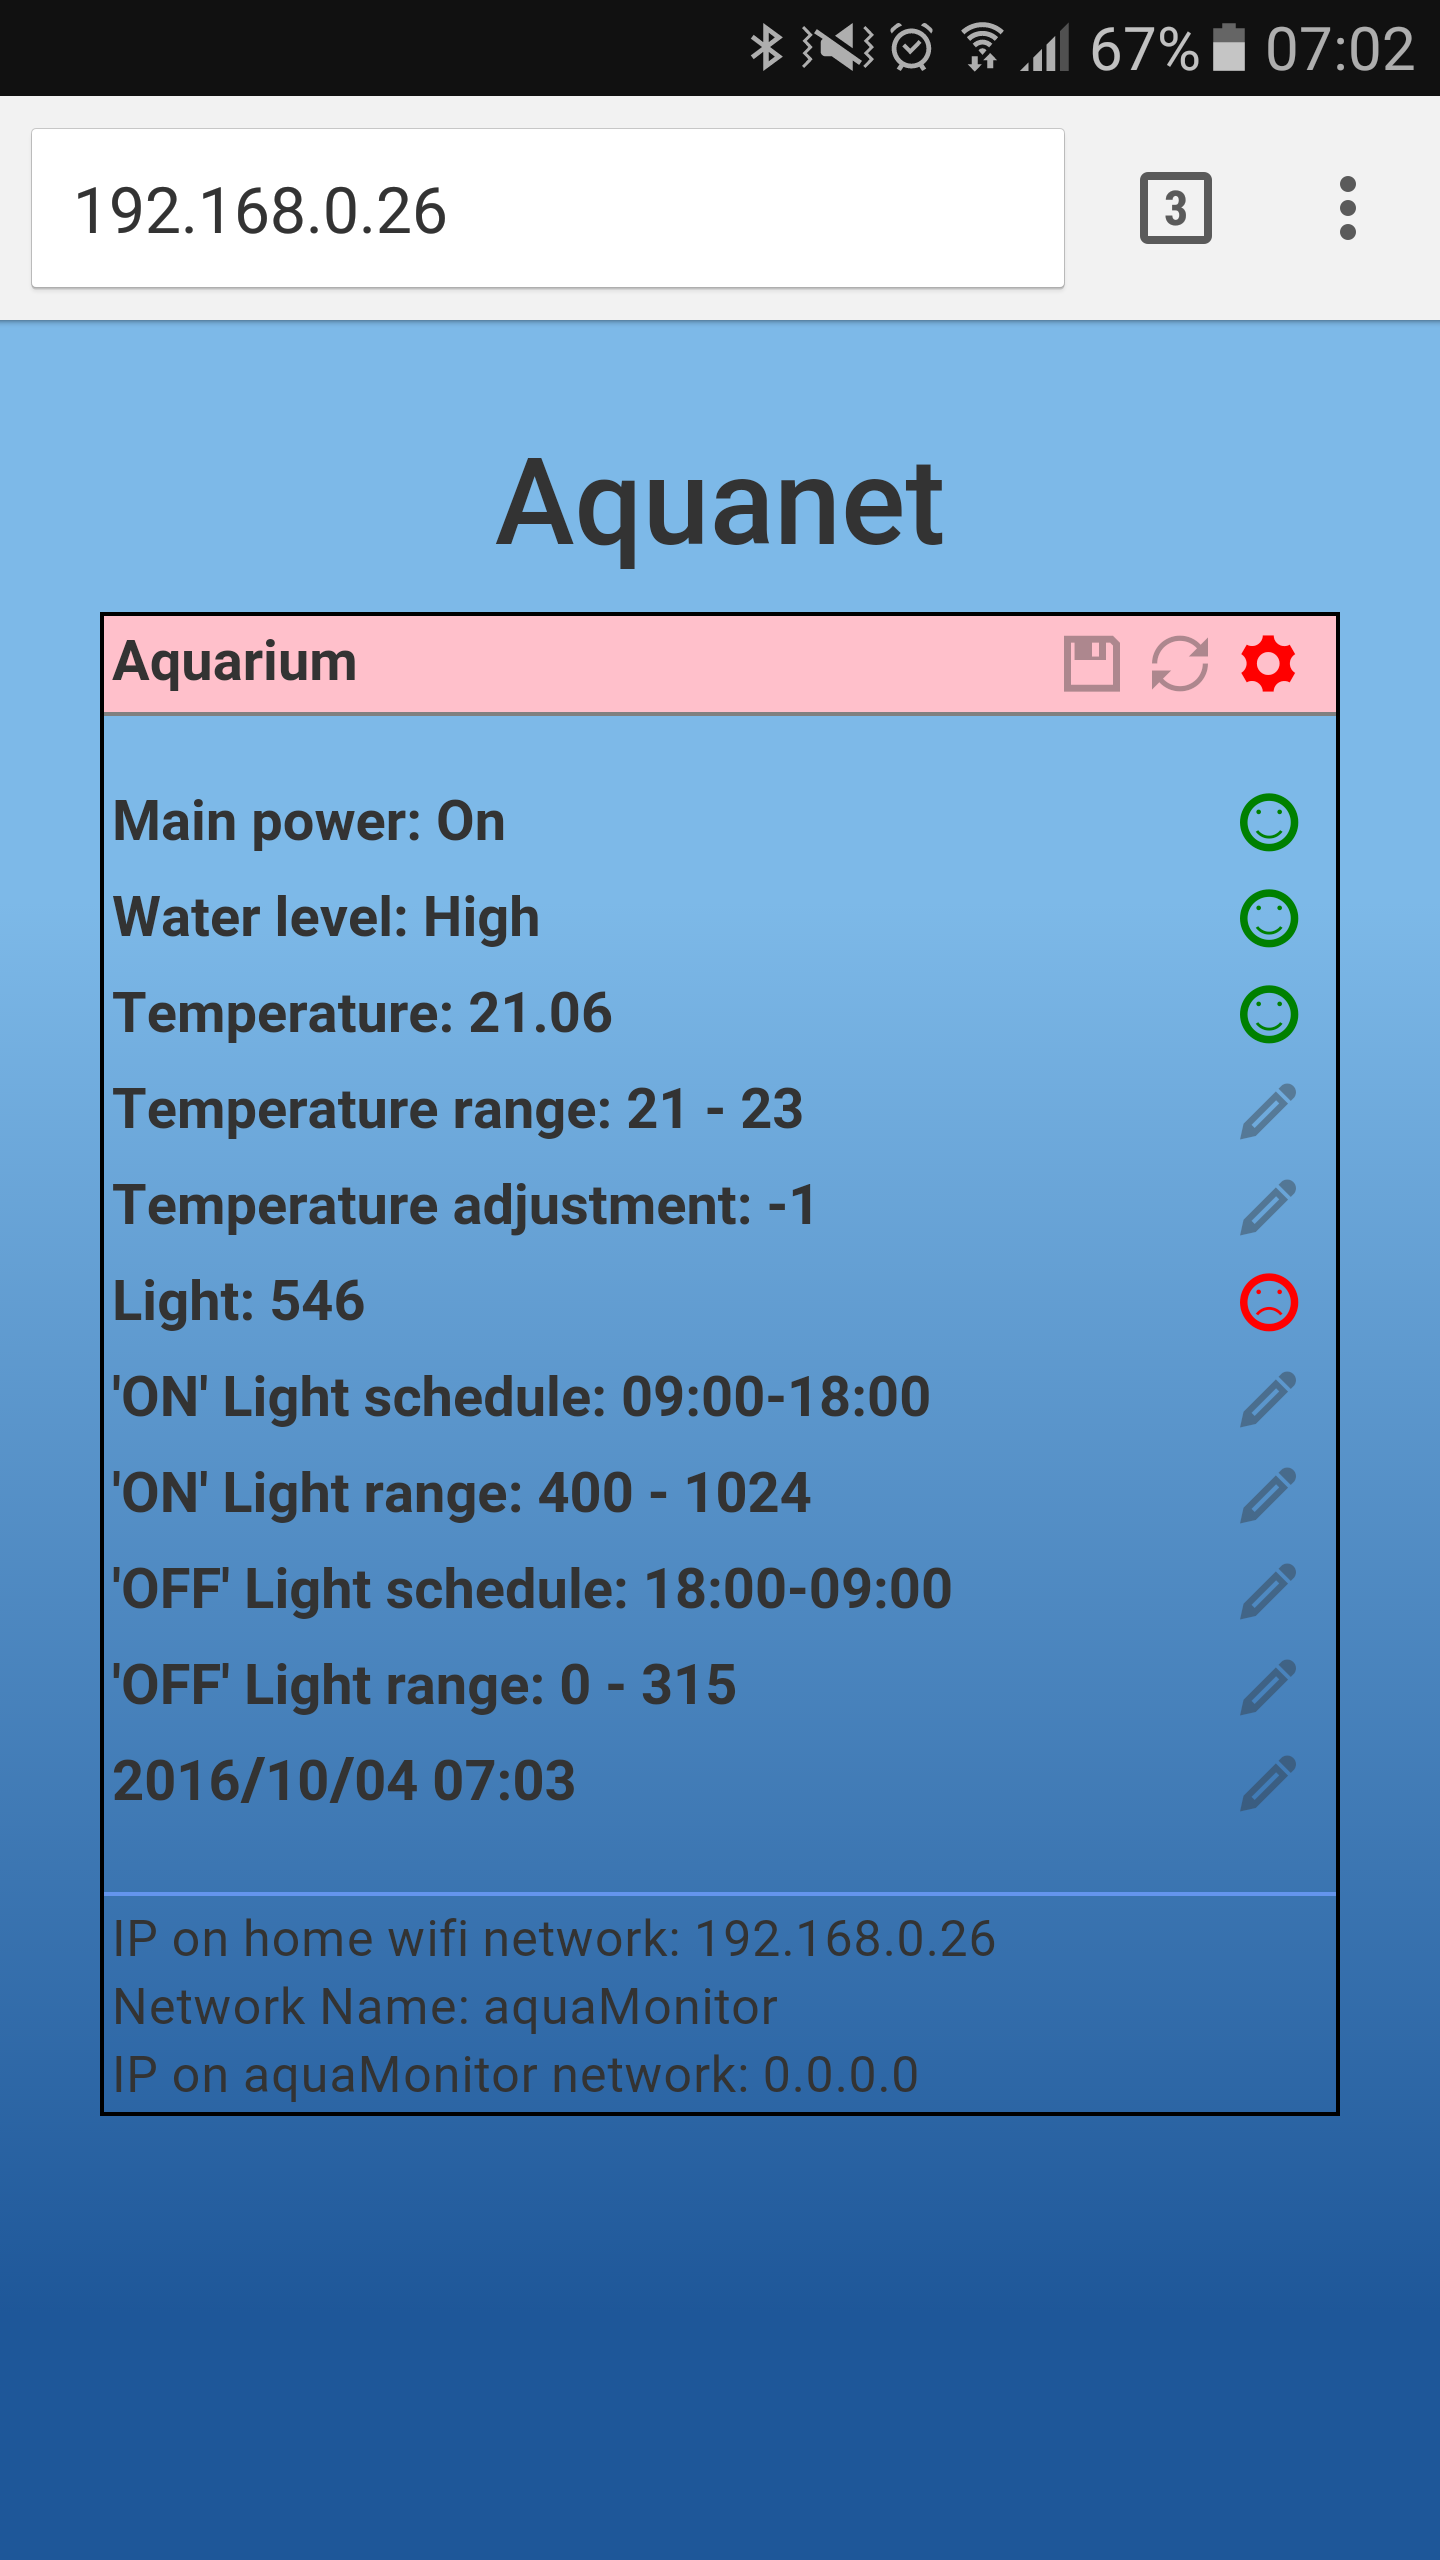 67% 07:02
192.168.0.26
3
Aquanet
Aquarium
Main power: On
Water level: High
Temperature: 21.06
Temperature range: 21 - 23
Temperature adjustment: -1
Light: 546
'ON' Light schedule: 09:00-18:00
'ON' Light range: 400 - 1024
'OFF' Light schedule: 18:00-09:00
'OFF' Light range: 0 - 315
2016/10/04 07:03
IP on home wifi network: 192.168.0.26
Network Name: aquaMonitor
IP on aquaMonitor network: 0.0.0.0